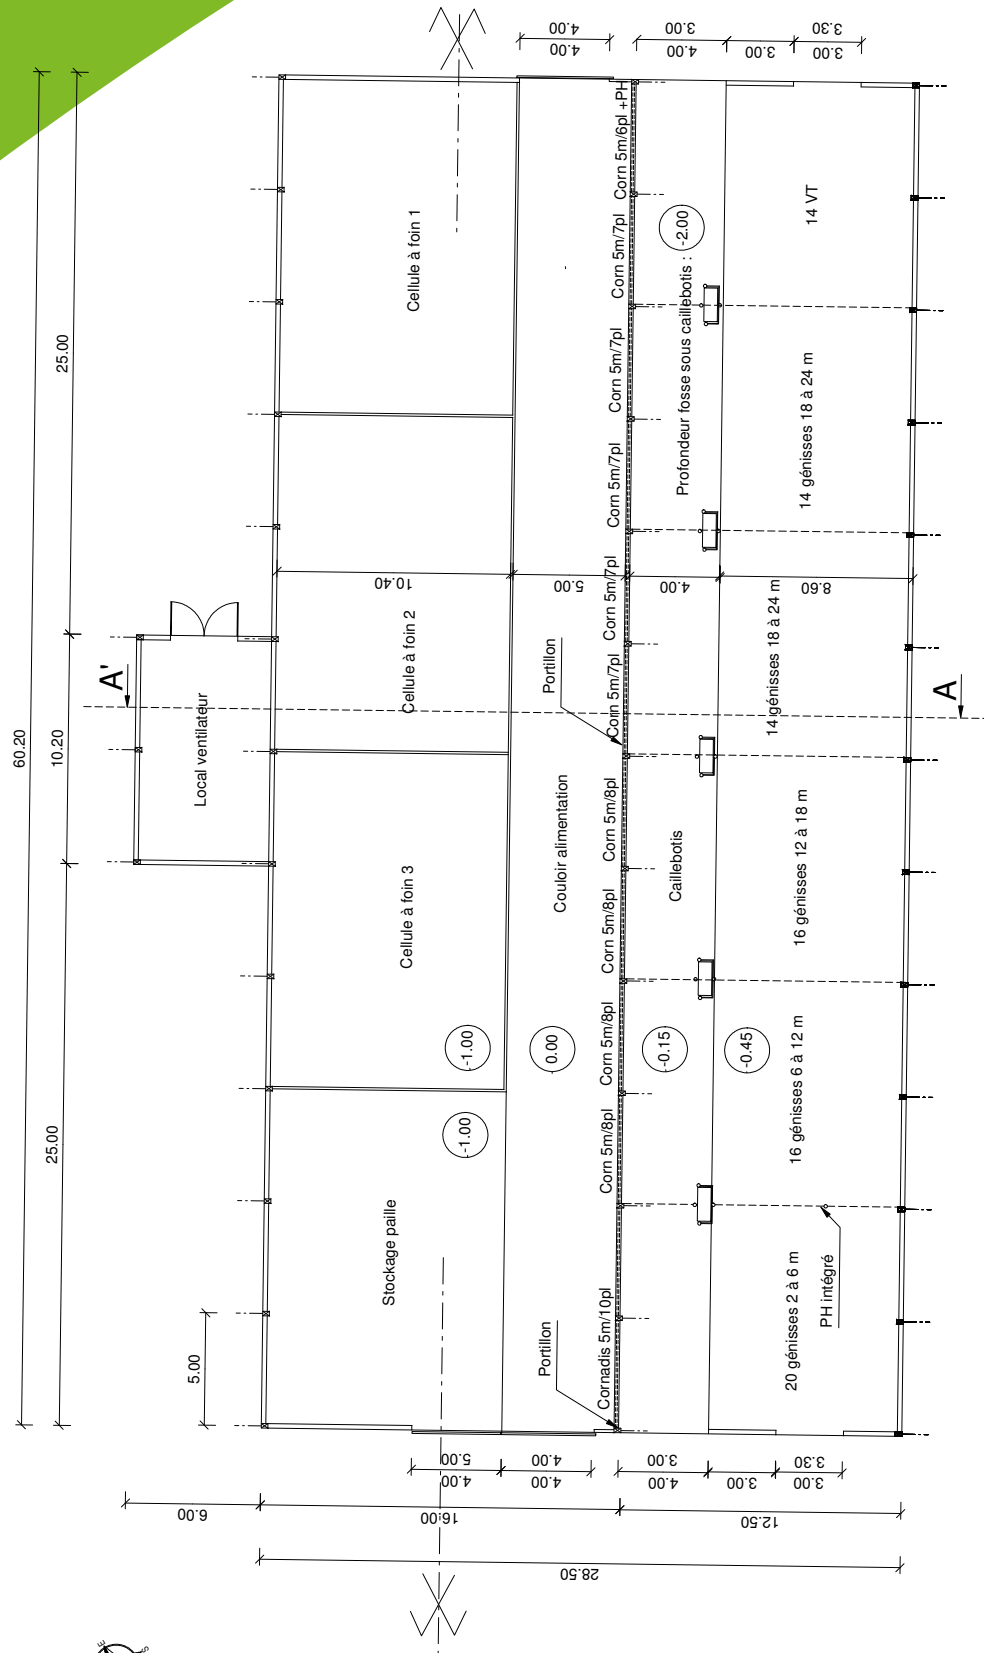 60.20
25.00
10.20
25.00
5.00
4.00
4.00
3.00
4.00
3.00
3.30
3.00
Cellule à foin 1
Cellule à foin 2
Cellule à foin 3
Stockage paille
Local ventilateur
A'
A
10.40
5.00
4.00
8.60
Couloir alimentation
Portillon
Portillon
Corn 5m/6pl +PH
Corn 5m/7pl
Corn 5m/7pl
Corn 5m/7pl
Corn 5m/7pl
Corn 5m/7pl
Corn 5m/8pl
Corn 5m/8pl
Corn 5m/8pl
Corn 5m/8pl
Cornadis 5m/10pl
Profondeur fosse sous caillebotis :
-2.00
Caillebotis
-1.00
-1.00
0.00
-0.15
-0.45
14 VT
14 génisses 18 à 24 m
14 génisses 18 à 24 m
16 génisses 12 à 18 m
16 génisses 6 à 12 m
20 génisses 2 à 6 m
PH intégré
5.00
4.00
4.00
4.00
3.00
4.00
3.00
3.30
3.00
6.00
16.00
12.50
28.50
E
S